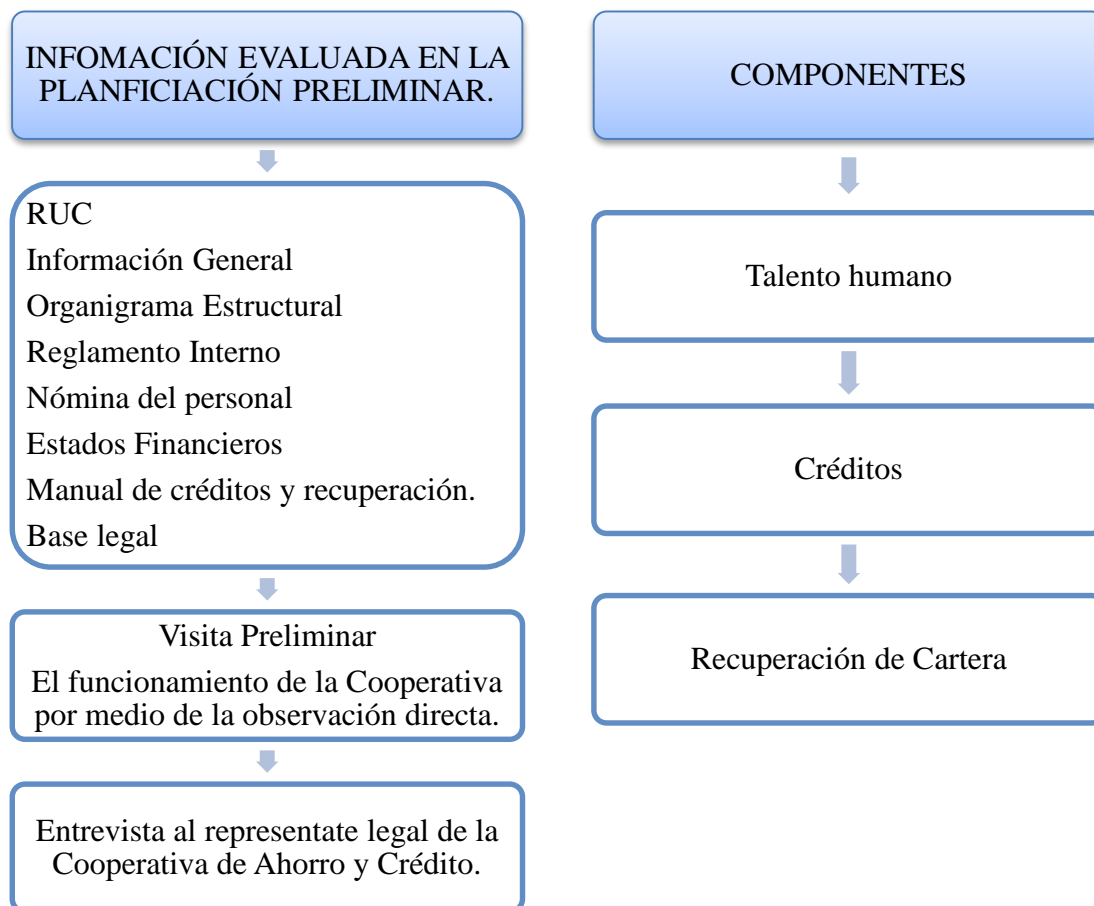 INFOMACIÓN EVALUADA EN LA
PLANFICIACIÓN PRELIMINAR.
RUC
Información General
Organigrama Estructural
Reglamento Interno
Nómina del personal
Estados Financieros
Manual de créditos y recuperación.
Base legal
Visita Preliminar
El funcionamiento de la Cooperativa
por medio de la observación directa.
Entrevista al represetate legal de la
Cooperativa de Ahorro y Crédito.
COMPONENTES
Talento humano
Créditos
Recuperación de Cartera